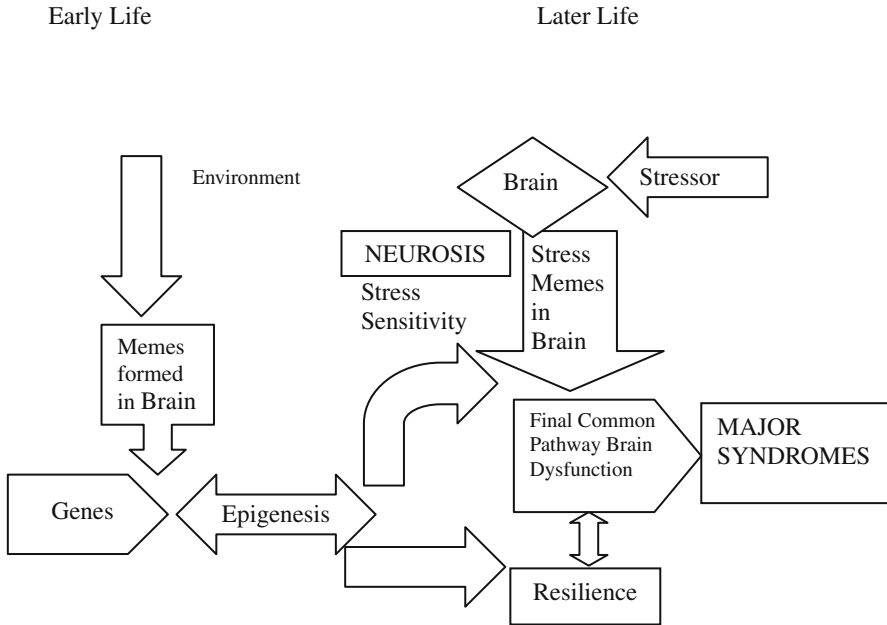 Early Life
Later Life
Environment
Brain
Stressor
NEUROSIS
Stress
Sensitivity
Stress
Memes
in
Brain
Memes
formed
in Brain
Final Common
Pathway Brain
Dysfunction
MAJOR
SYNDROMES
Genes
Epigenesis
Resilience